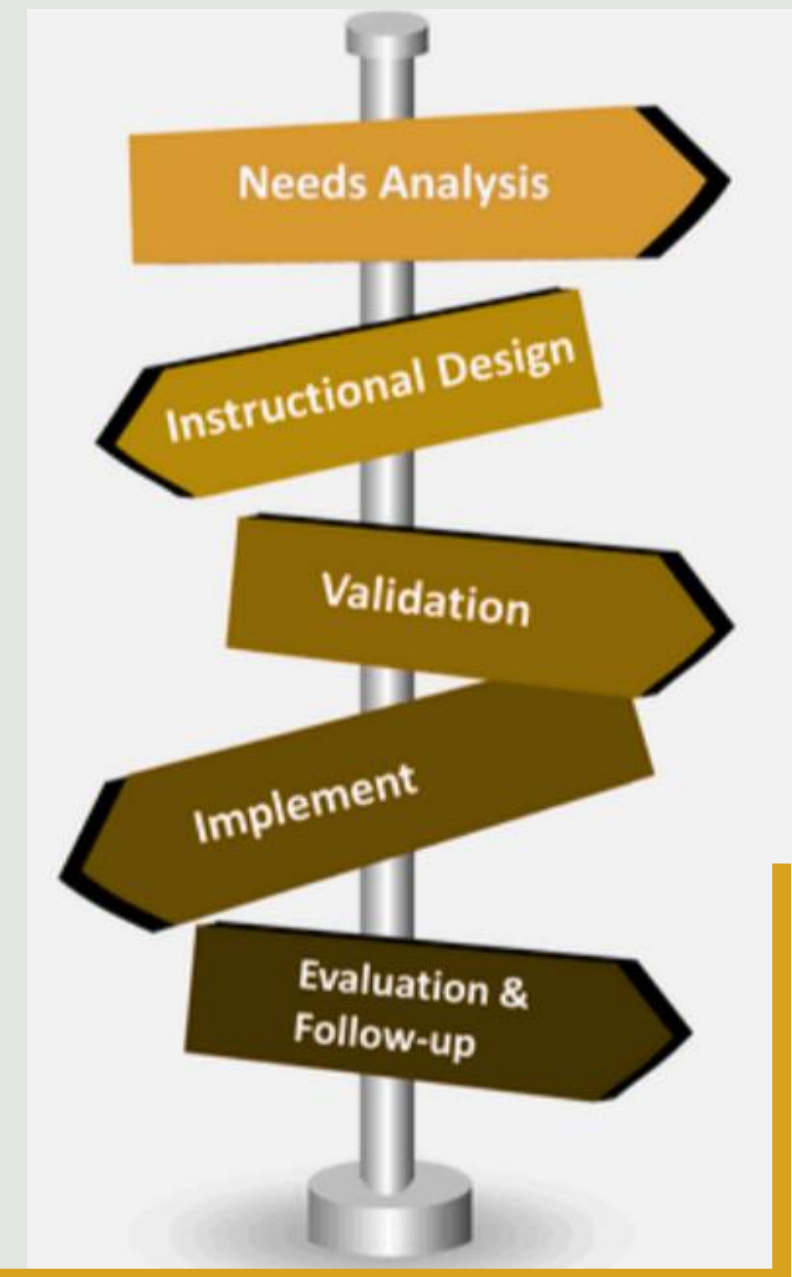 Needs Analysis
Instructional Design
Validation
Implement
Evaluation &
Follow-up